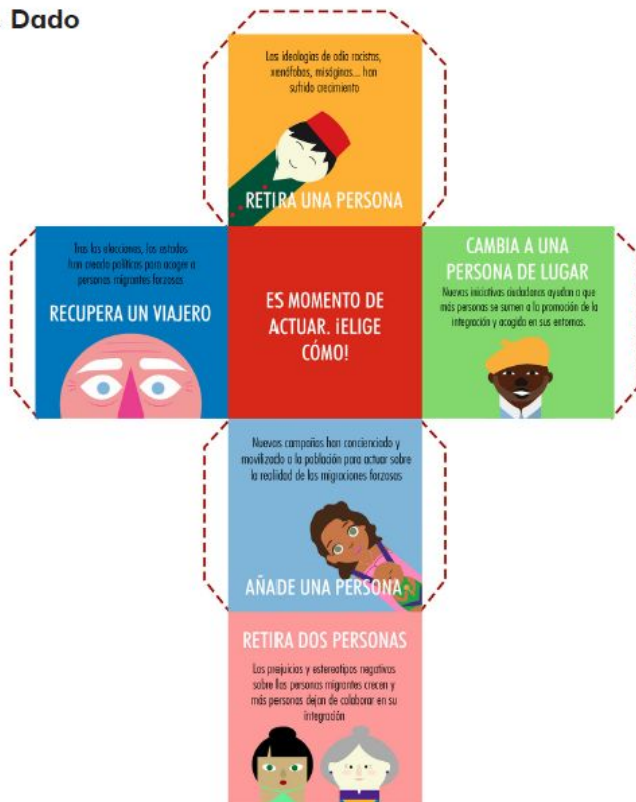 Dado
Las ideologías de odio racistas,
xenófobas, misóginas... han
sufrido crecimiento
RETIRA UNA PERSONA
Tras las elecciones, los estados
han creado políticas para acoger a
personas migrantes forzosas
RECUPERA UN VIAJERO
ES MOMENTO DE
ACTUAR. ¡ELIGE
CÓMO!
CAMBIA A UNA
PERSONA DE LUGAR
Nuevas iniciativas ciudadanas ayudan a que
más personas se sumen a la promoción de la
integración y acogida en sus entornos.
Nuevas campañas han concienciado y
movilizado a la población para actuar sobre
la realidad de las migraciones forzosas
AÑADE UNA PERSONA
RETIRA DOS PERSONAS
Los prejuicios y estereotipos negativos
sobre las personas migrantes crecen y
más personas dejan de colaborar en su
integración